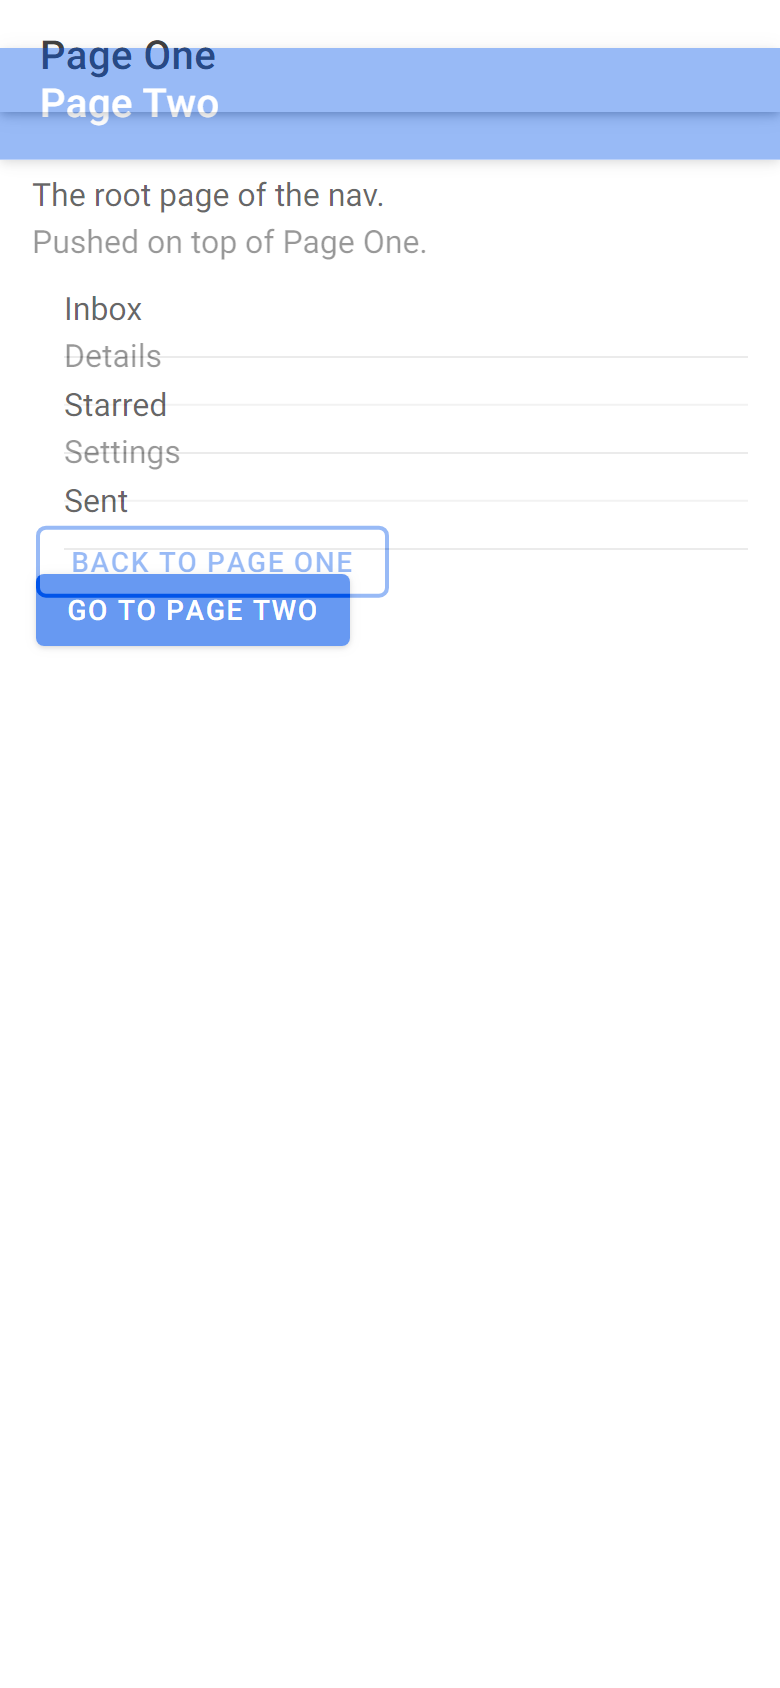 Page One
Page Two
The root page of the nav.
Pushed on top of Page One.
Inbox
Details
Starred
Settings
Sent
BACK TO PAGE ONE
GO TO PAGE TWO